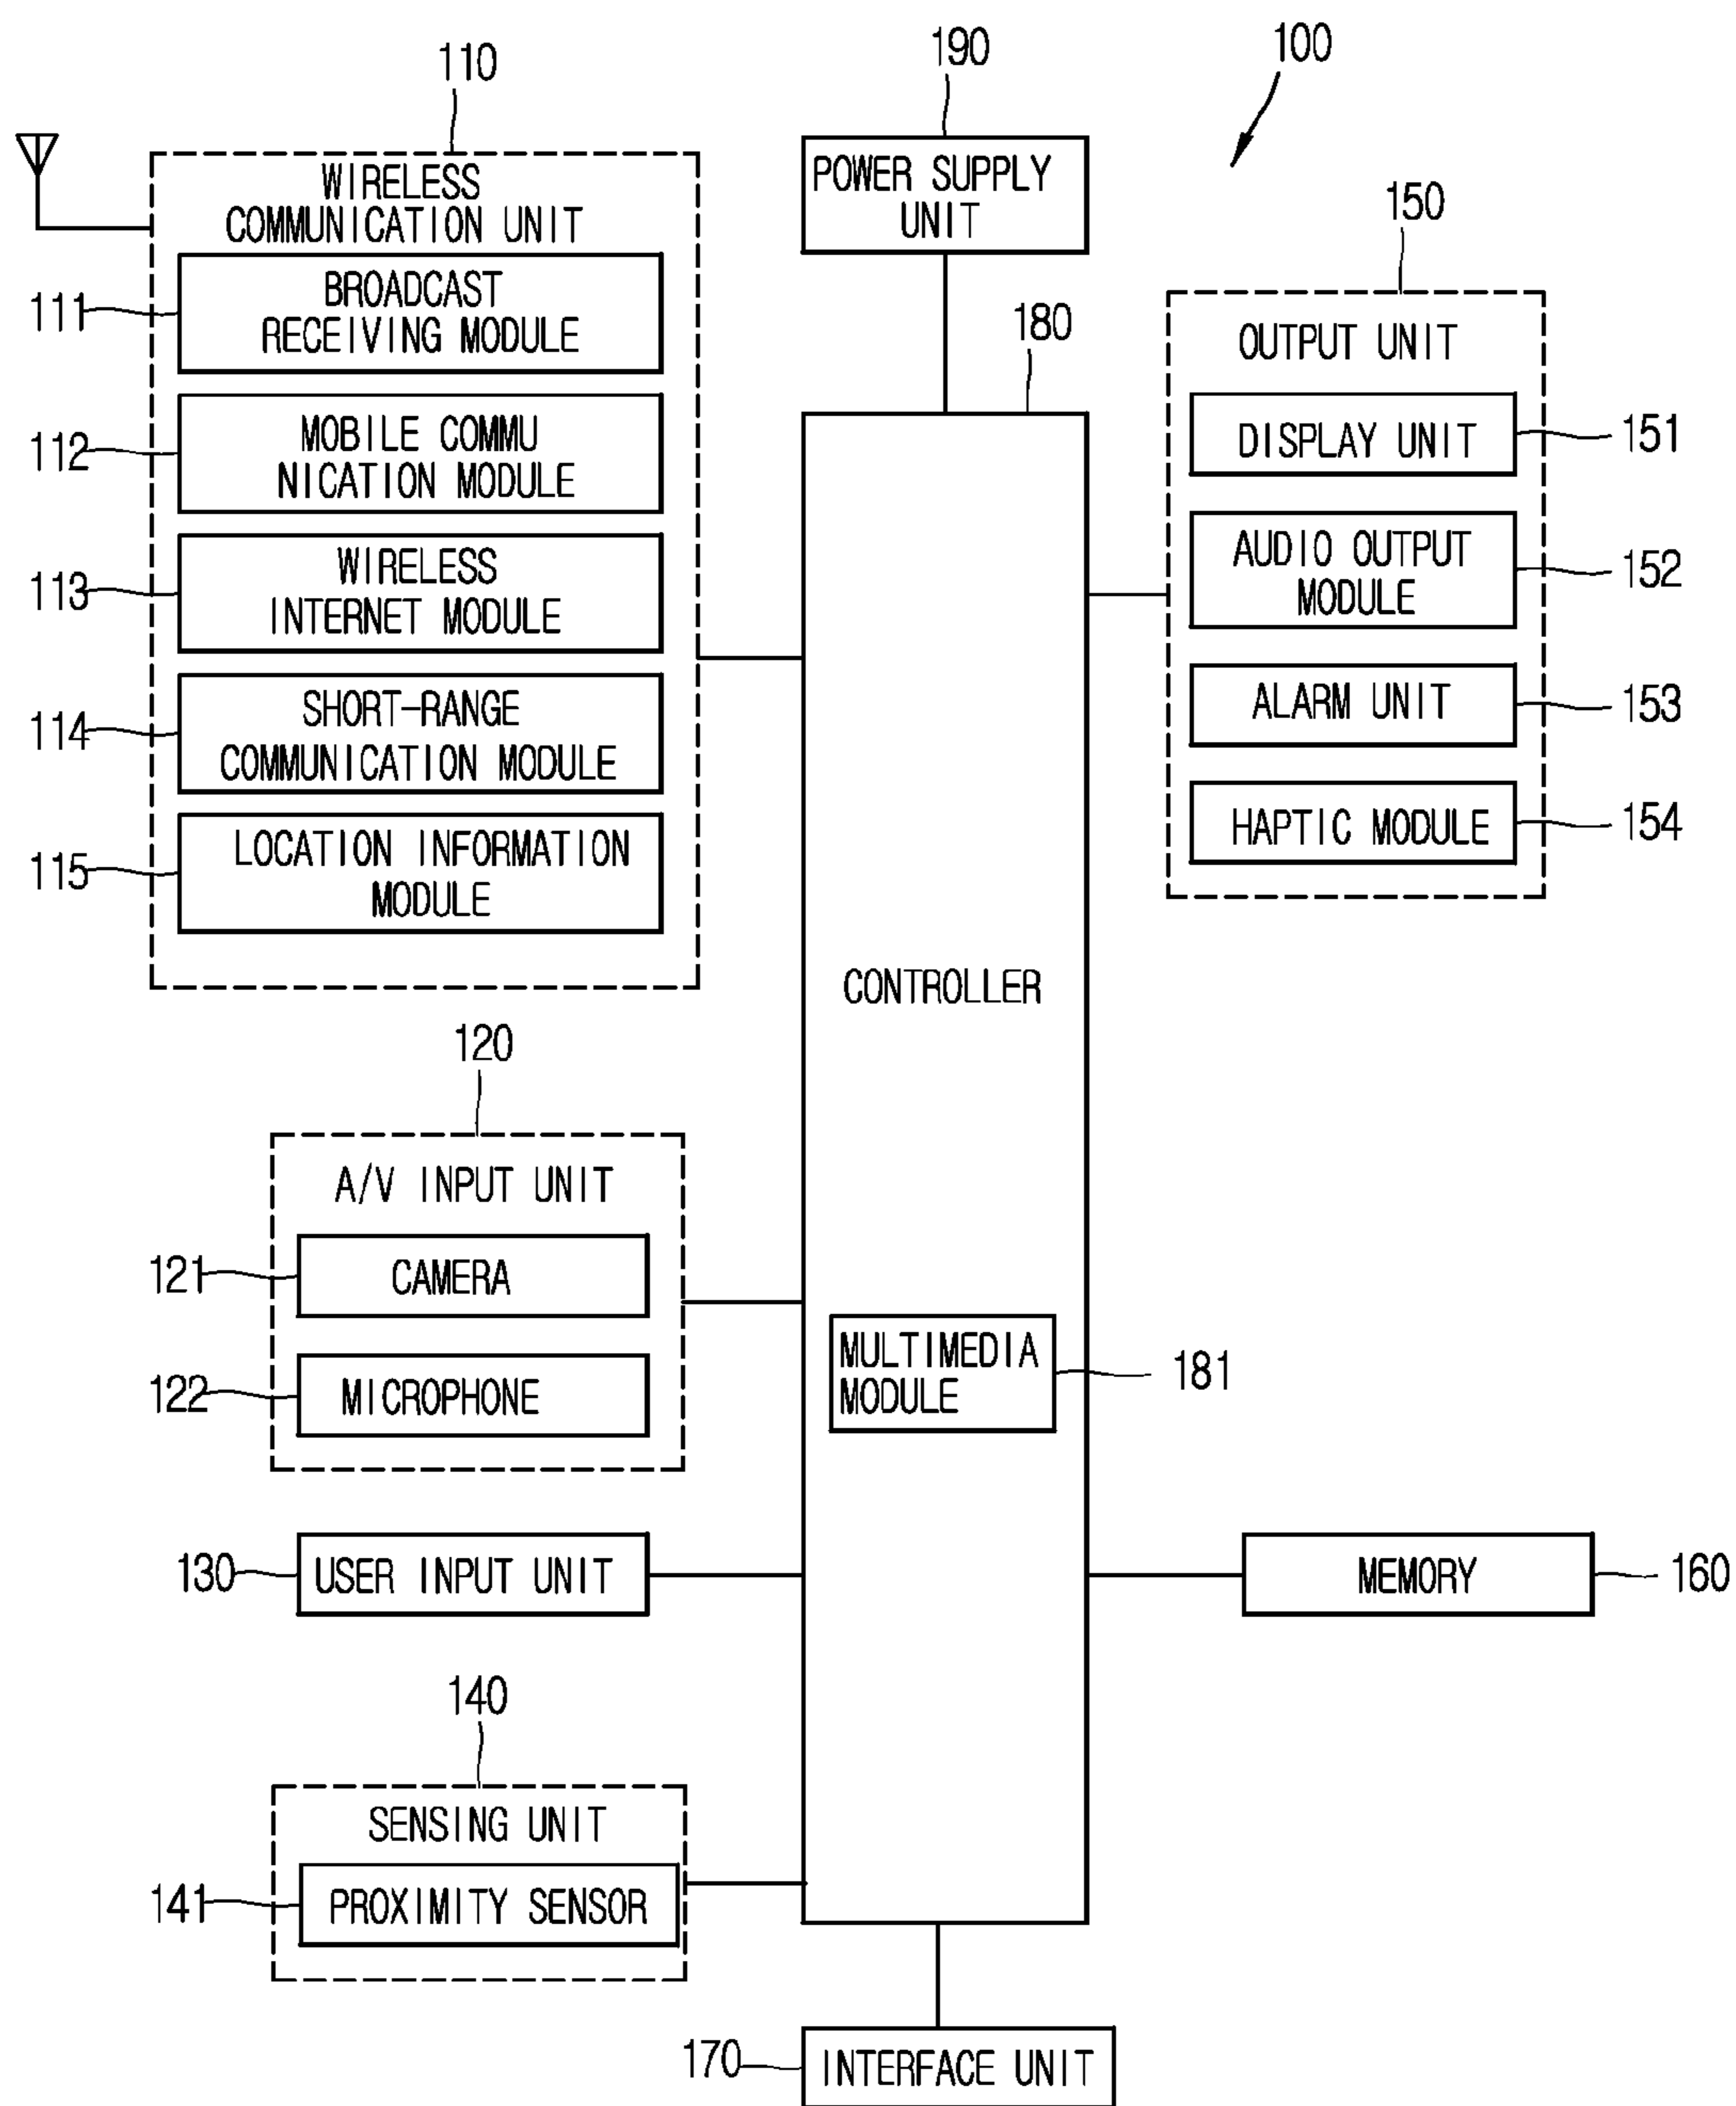 110
190
100
WIRELESS
COMMUNICATION UNIT
POWER SUPPLY
UNIT
150
111
BROADCAST
RECEIVING MODULE
180
OUTPUT UNIT
112
MOBILE COMMU
NICATION MODULE
DISPLAY UNIT
151
113
WIRELESS
INTERNET MODULE
AUDIO OUTPUT
MODULE
152
114
SHORT-RANGE
COMMUNICATION MODULE
ALARM UNIT
153
115
LOCATION INFORMATION
MODULE
HAPTIC MODULE
154
CONTROLLER
120
A/V INPUT UNIT
121
CAMERA
122
MICROPHONE
MULTIMEDIA
MODULE
181
130
USER INPUT UNIT
MEMORY
160
140
SENSING UNIT
141
PROXIMITY SENSOR
170
INTERFACE UNIT